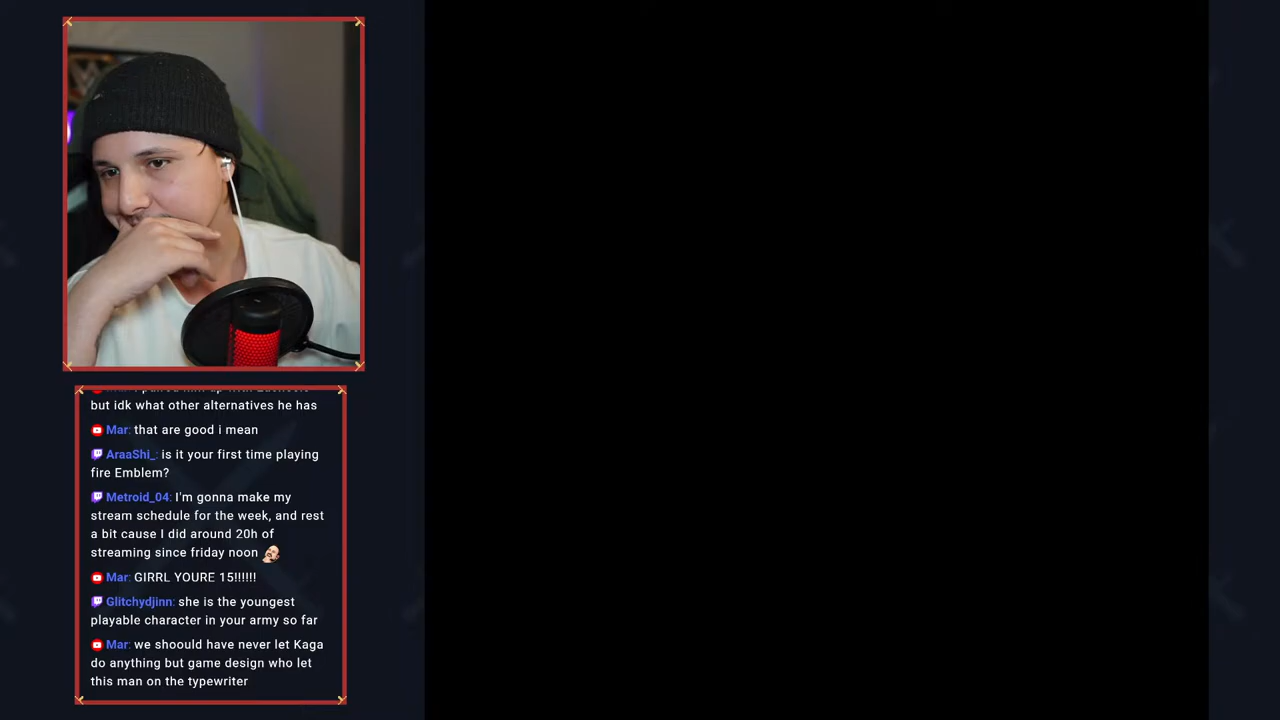 but idk what other alternatives he has
Mar: that are good i mean
AraaShi_: is it your first time playing
fire Emblem?
Metroid_04: I'm gonna make my
stream schedule for the week, and rest
a bit cause I did around 20h of
streaming since friday noon
Mar: GIRRL YOURE 15!!!!!!
Glitchydjinn: she is the youngest
playable character in your army so far
Mar: we shoould have never let Kaga
do anything but game design who let
this man on the typewriter